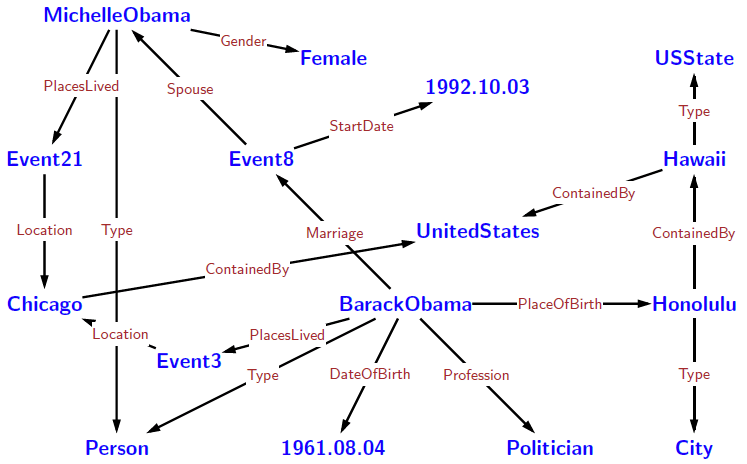 MichelleObama
Gender
Female
USState
PlacesLived
Spouse
1992.10.03
Type
StartDate
Event21
Event8
Hawaii
ContainedBy
Location
Type
Marriage
UnitedStates
ContainedBy
ContainedBy
Chicago
BarackObama
PlaceOfBirth
Honolulu
Location
PlacesLived
Event3
Type
DateOfBirth
Profession
Type
Person
1961.08.04
Politician
City